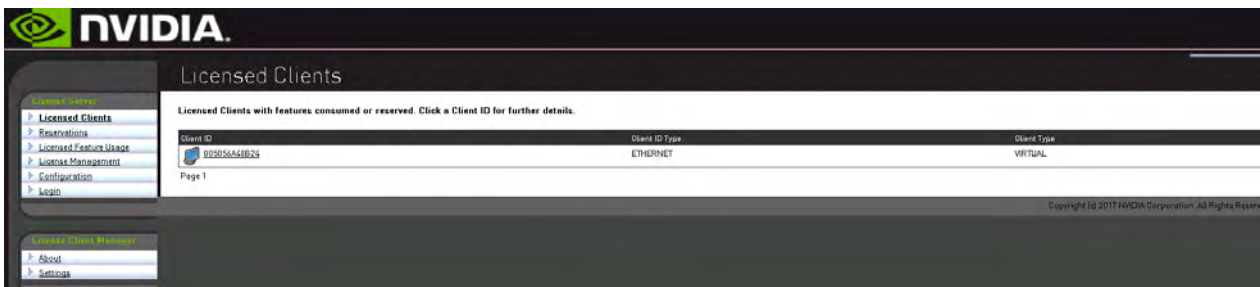 NVIDIA.
Licensed Clients
License Server
Licensed Clients
Reservations
Licensed Feature Usage
License Management
Configuration
Login
Licensed Clients with features consumed or reserved. Click a Client ID for further details.
Client ID Client ID Type Client Type
005056A60B24 ETHERNET VIRTUAL
Page 1
Copyright (c) 2017 NVIDIA Corporation. All Rights
License Client Manager
About
Settings